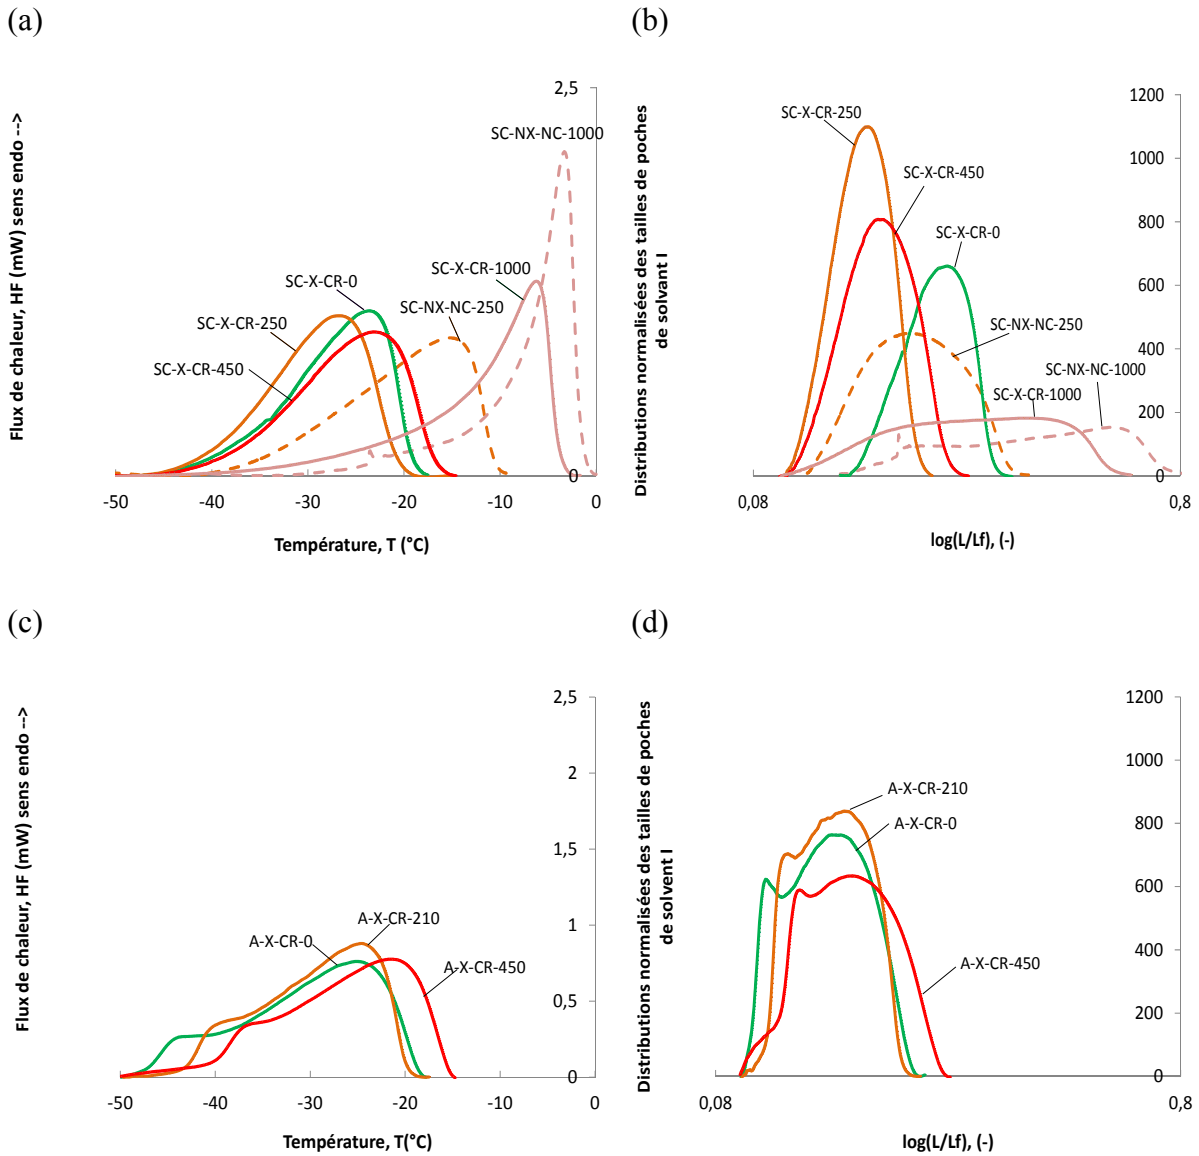 (a)
Flux de chaleur, HF (mW) sens endo -->
2,5
SC-NX-NC-1000
SC-X-CR-1000
SC-X-CR-0
SC-NX-NC-250
SC-X-CR-250
SC-X-CR-450
0
-50
-40
-30
-20
-10
0
Température, T (°C)
(b)
Distributions normalisées des tailles de poches
de solvant I
1200
1000
800
600
400
200
0
SC-X-CR-250
SC-X-CR-450
SC-X-CR-0
SC-NX-NC-250
SC-NX-NC-1000
SC-X-CR-1000
0,08
0,8
log(L/Lf), (-)
(c)
Flux de chaleur, HF (mW) sens endo -->
2,5
2
1,5
1
0,5
0
A-X-CR-210
A-X-CR-0
A-X-CR-450
-50
-40
-30
-20
-10
0
Température, T(°C)
(d)
Distributions normalisées des tailles de poches
de solvent I
1200
1000
800
600
400
200
0
A-X-CR-210
A-X-CR-0
A-X-CR-450
0,08
0,8
log(L/Lf), (-)